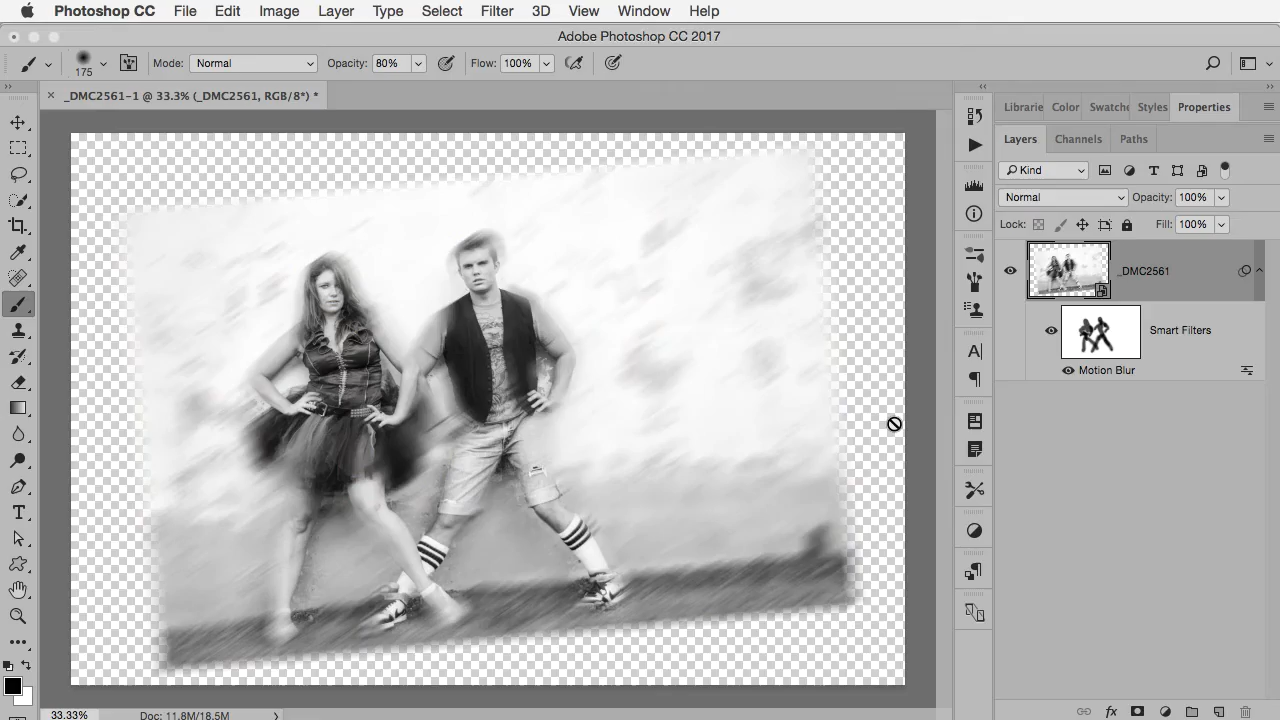 Photoshop CC File Edit Image Layer Type Select Filter 3D View Window Help
Adobe Photoshop CC 2017
175 Mode: Normal Opacity: 80% Flow: 100%
× _DMC2561-1 @ 33.3% (_DMC2561, RGB/8*) *
Librarie Color Swatche Styles Properties
Layers Channels Paths
Kind
Normal Opacity: 100%
Lock: Fill: 100%
_DMC2561
Smart Filters
Motion Blur
33.33% Doc: 11.8M/18.5M